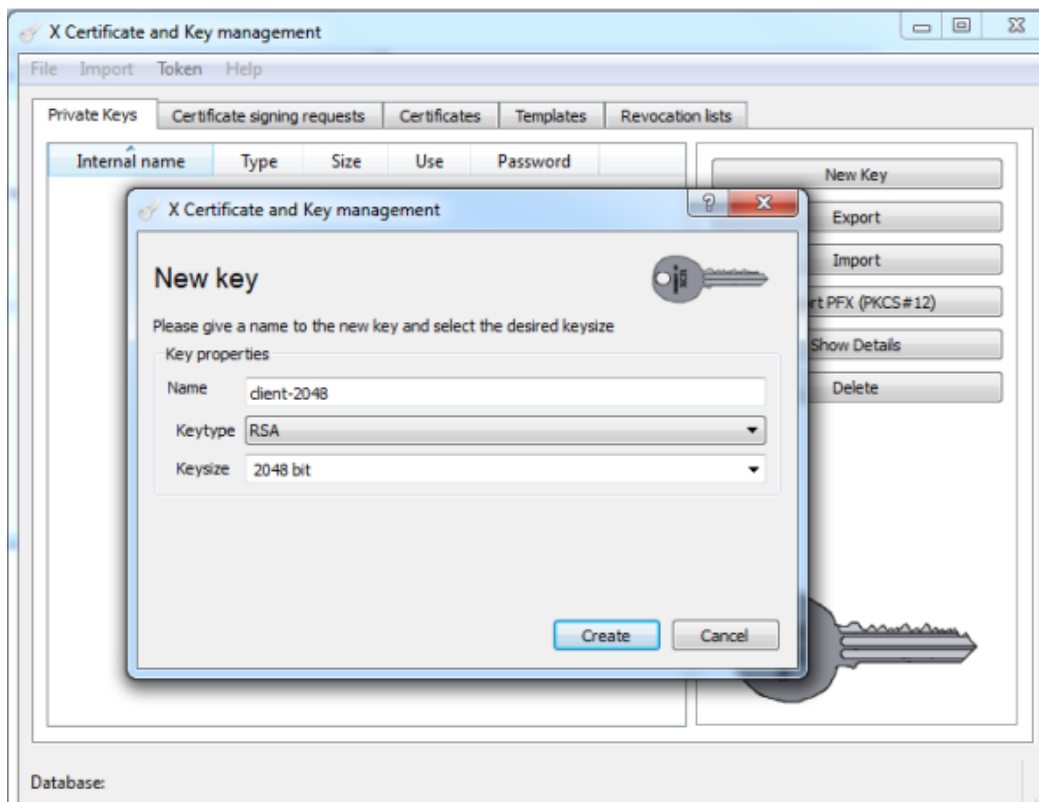 X Certificate and Key management
File Import Token Help
Private Keys Certificate signing requests Certificates Templates Revocation lists
Internal name Type Size Use Password
New Key
Export
Import
rt PFX (PKCS#12)
Show Details
Delete
X Certificate and Key management
New key
Please give a name to the new key and select the desired keysize
Key properties
Name client-2048
Keytype RSA
Keysize 2048 bit
Create Cancel
Database: